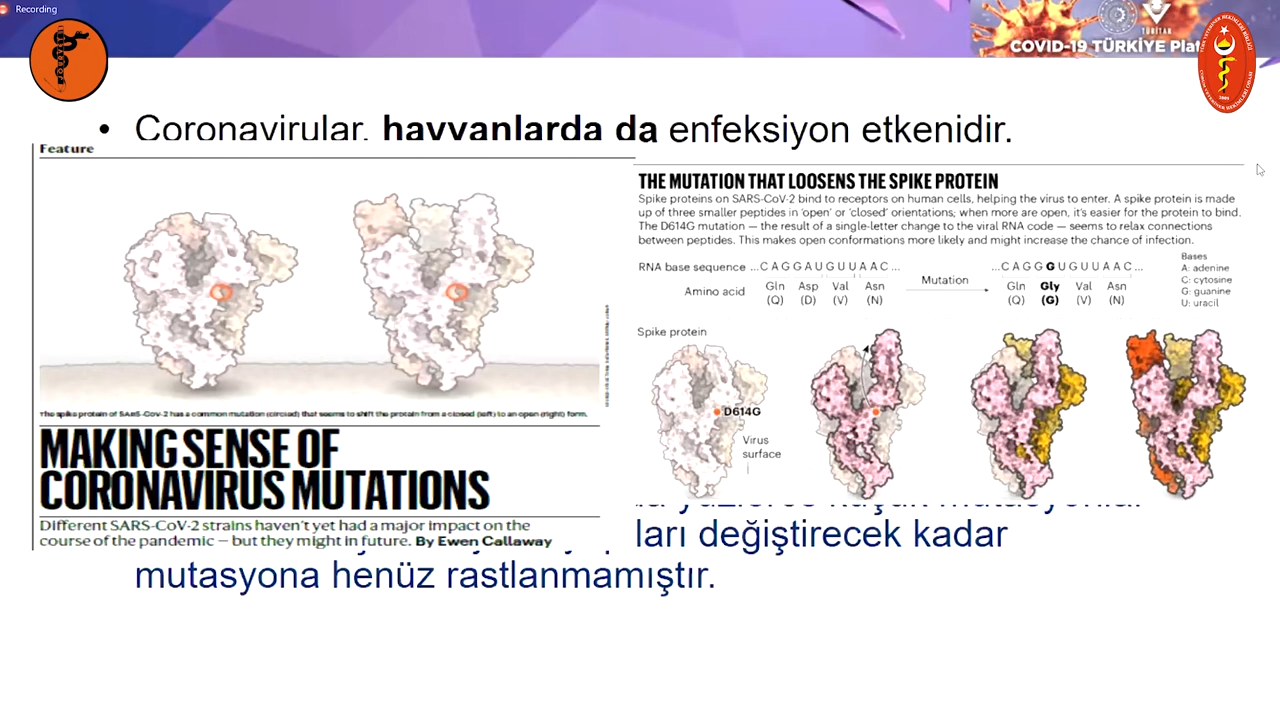 Recording
TÜBİTAK
COVID-19 TÜRKİYE Plat
• Coronavirular, hayvanlarda da enfeksiyon etkenidir.
Feature
The spike protein of SARS-Cov-2 has a common mutation (circled) that seems to shift the protein from a closed (left) to an open (right) form.
MAKING SENSE OF
CORONAVIRUS MUTATIONS
Different SARS-CoV-2 strains haven't yet had a major impact on the
course of the pandemic — but they might in future. By Ewen Callaway
THE MUTATION THAT LOOSENS THE SPIKE PROTEIN
Spike proteins on SARS-CoV-2 bind to receptors on human cells, helping the virus to enter. A spike protein is made
up of three smaller peptides in 'open' or 'closed' orientations; when more are open, it's easier for the protein to bind.
The D614G mutation — the result of a single-letter change to the viral RNA code — seems to relax connections
between peptides. This makes open conformations more likely and might increase the chance of infection.
RNA base sequence ...CAGGAUGUUAAC... ...CAGGGUGUUAAC...
Mutation
Amino acid Gln Asp Val Asn Gln Gly Val Asn
(Q) (D) (V) (N) (Q) (G) (V) (N)
Bases
A: adenine
C: cytosine
G: guanine
U: uracil
Spike protein
D614G
Virus
surface
yüzlerce küçük mutasyonlar
ları değiştirecek kadar
mutasyona henüz rastlanmamıştır.